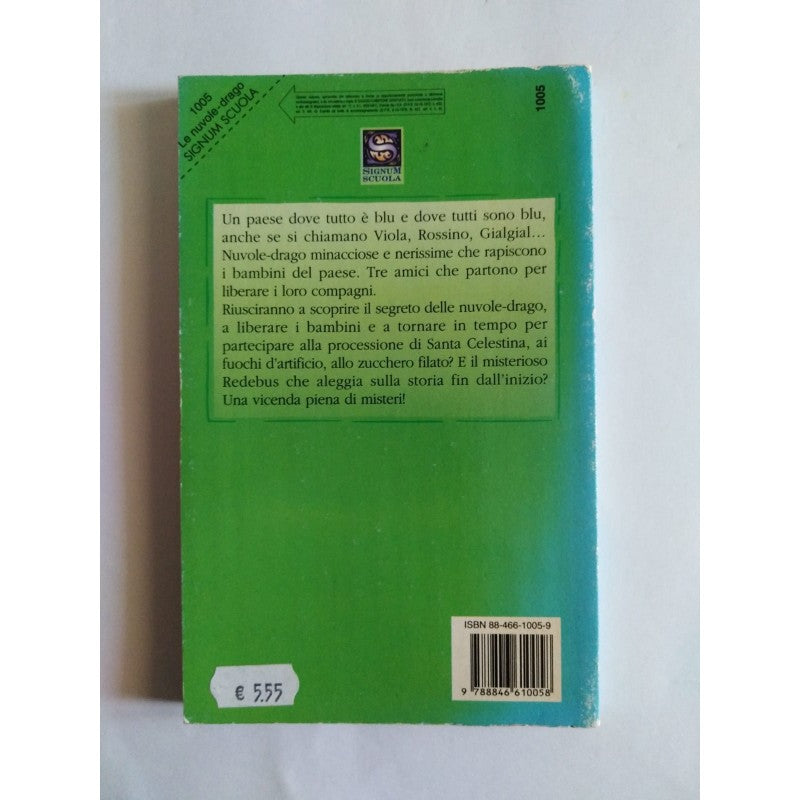 1005
Le nuvole-drago
SIGNUM SCUOLA
1005
SIGNUM
SCUOLA
Un paese dove tutto è blu e dove tutti sono blu,
anche se si chiamano Viola, Rossino, Gialgial...
Nuvole-drago minacciose e nerissime che rapiscono
i bambini del paese. Tre amici che partono per
liberare i loro compagni.
Riusciranno a scoprire il segreto delle nuvole-drago,
a liberare i bambini e a tornare in tempo per
partecipare alla processione di Santa Celestina, ai
fuochi d'artificio, allo zucchero filato? E il misterioso
Redebus che aleggia sulla storia fin dall'inizio?
Una vicenda piena di misteri!
ISBN 88-466-1005-9
9 788846 610058
€ 5.55